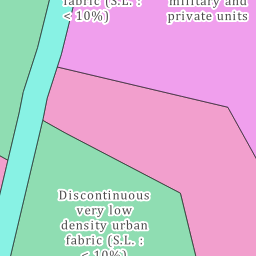 fabric (S.L. :
< 10%)
military and
private units
Discontinuous
very low
density urban
fabric (S.L. :
< 10%)